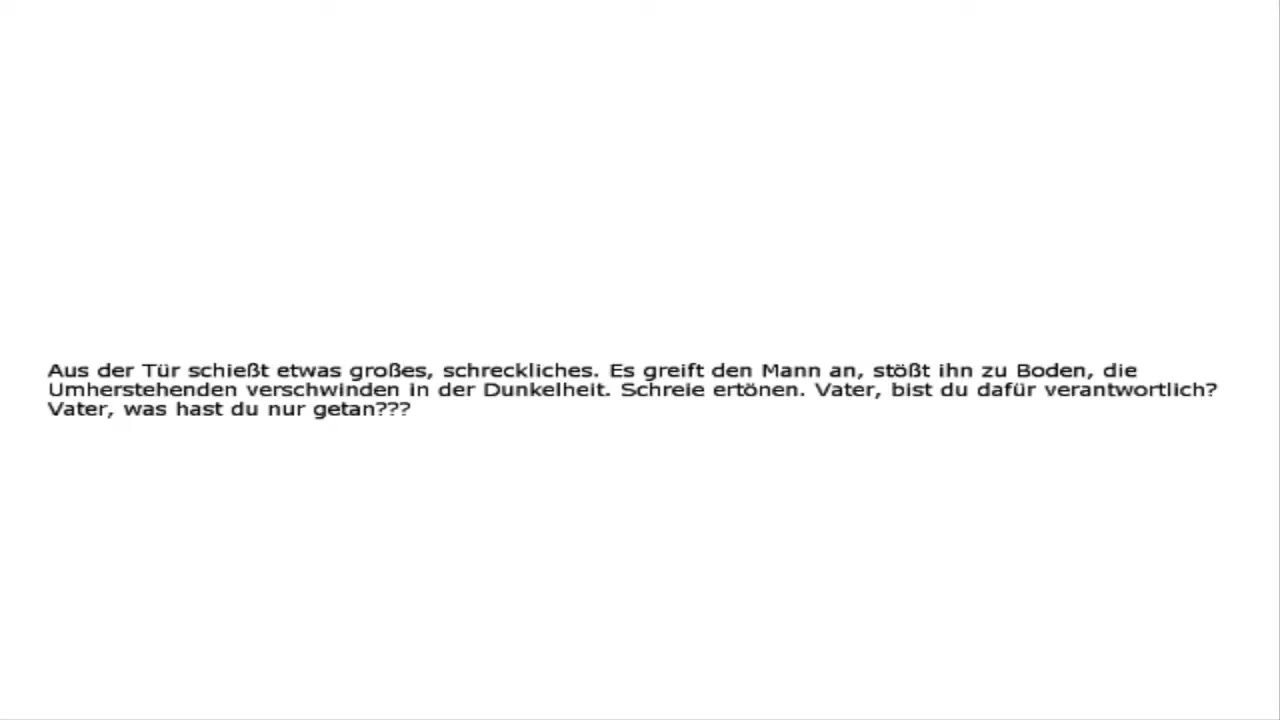 Aus der Tür schießt etwas großes, schreckliches. Es greift den Mann an, stößt ihn zu Boden, die
Umherstehenden verschwinden in der Dunkelheit. Schreie ertönen. Vater, bist du dafür verantwortlich?
Vater, was hast du nur getan???